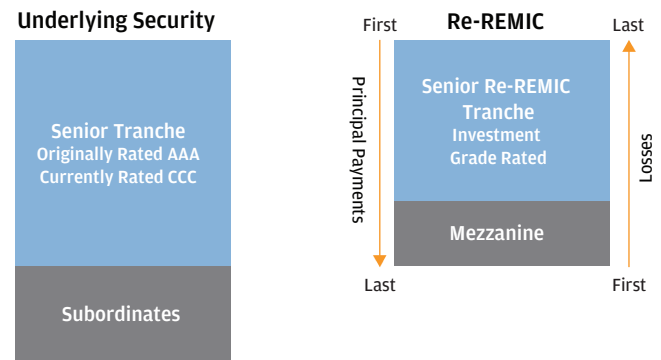 Underlying Security
Senior Tranche
Originally Rated AAA
Currently Rated CCC
Subordinates
Re-REMIC
First
Last
Principal Payments
Senior Re-REMIC
Tranche
Investment
Grade Rated
Mezzanine
Losses
Last
First